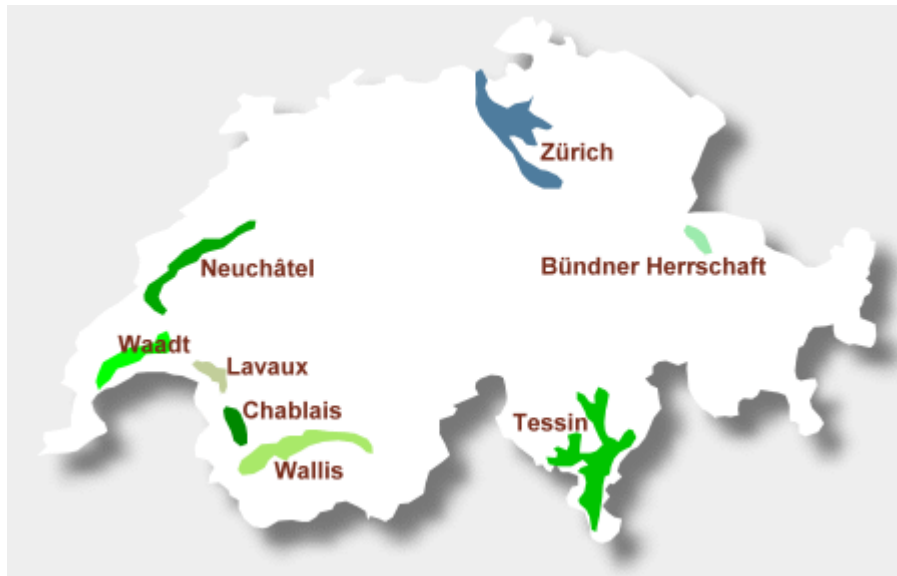 Zürich
Neuchâtel
Bündner Herrschaft
Waadt
Lavaux
Chablais
Tessin
Wallis